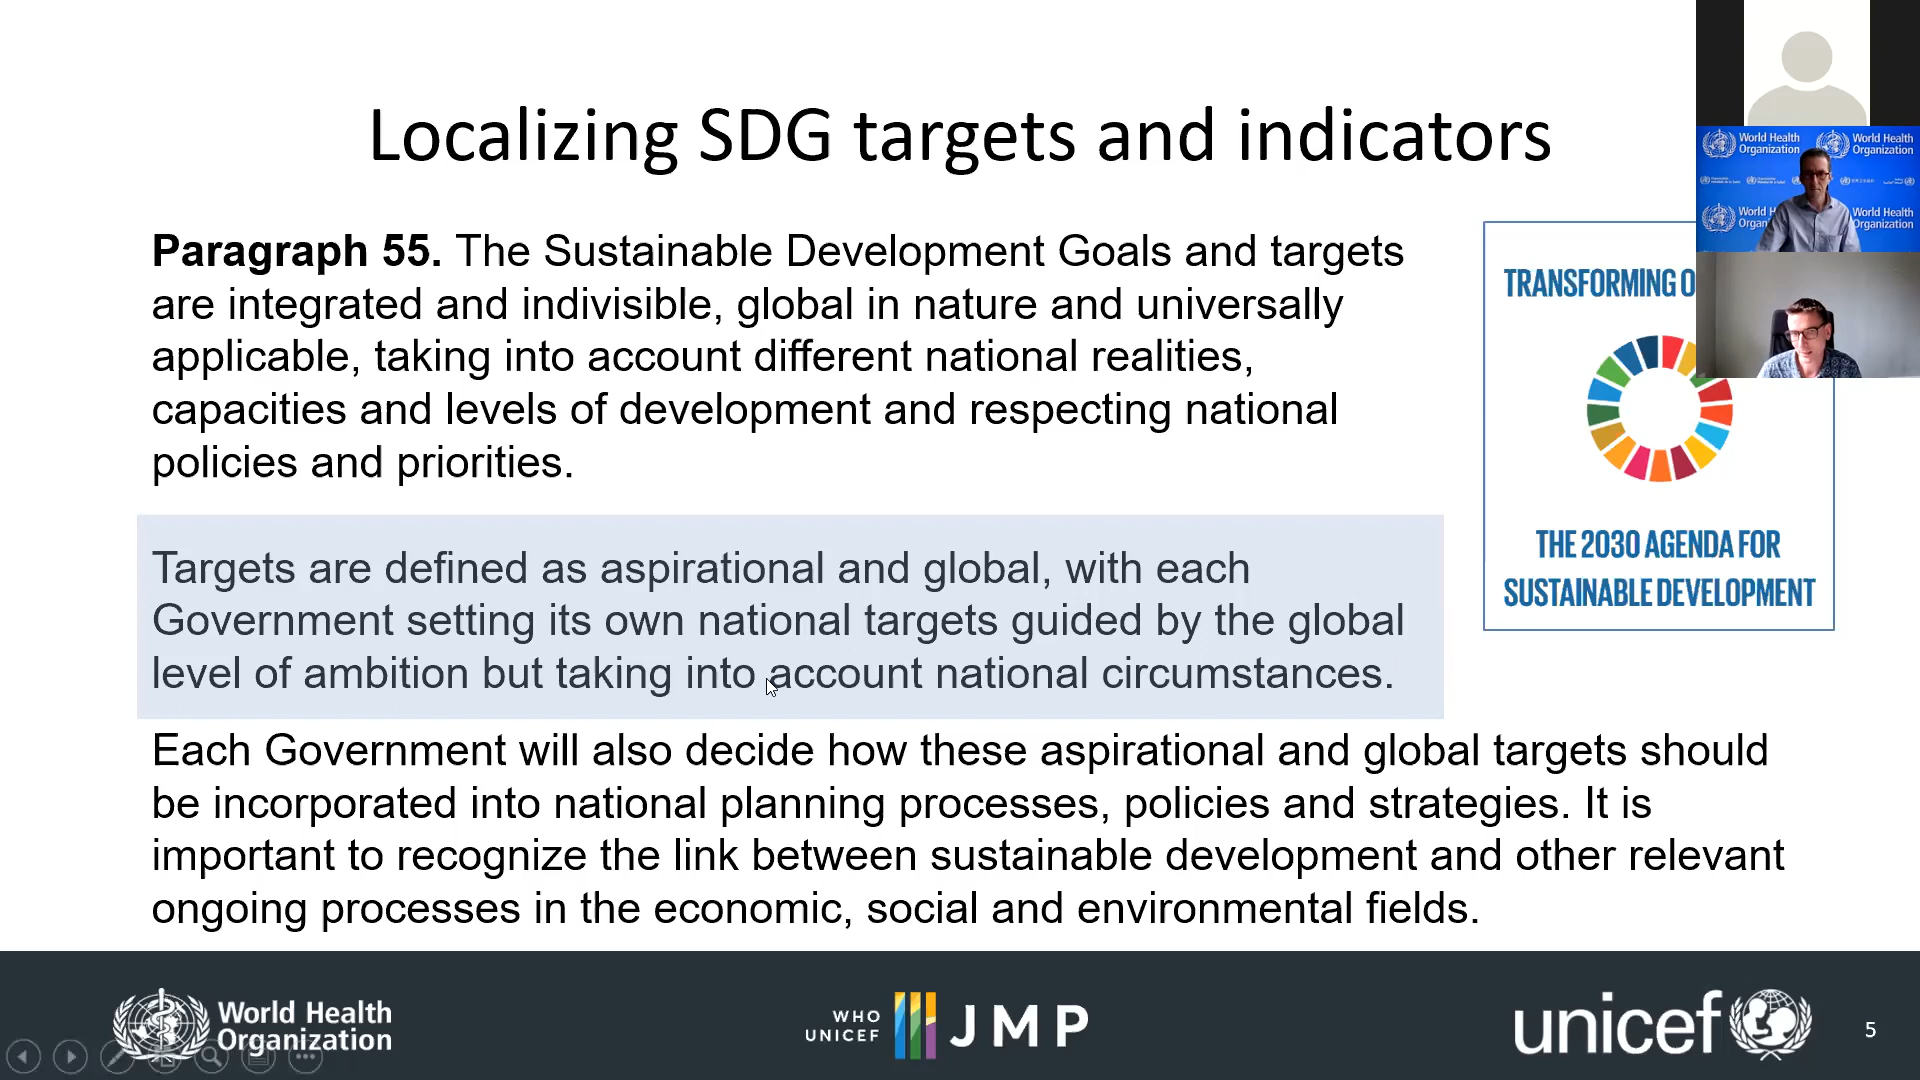 Localizing SDG targets and indicators
Paragraph 55. The Sustainable Development Goals and targets
are integrated and indivisible, global in nature and universally
applicable, taking into account different national realities,
capacities and levels of development and respecting national
policies and priorities.
Targets are defined as aspirational and global, with each
Government setting its own national targets guided by the global
level of ambition but taking into account national circumstances.
Each Government will also decide how these aspirational and global targets should
be incorporated into national planning processes, policies and strategies. It is
important to recognize the link between sustainable development and other relevant
ongoing processes in the economic, social and environmental fields.
TRANSFORMING O
THE 2030 AGENDA FOR
SUSTAINABLE DEVELOPMENT
World Health
Organization
World Health
Organization
World H
Organ
World Health
Organization
World Health
Organization
WHO
UNICEF
JMP
unicef
5